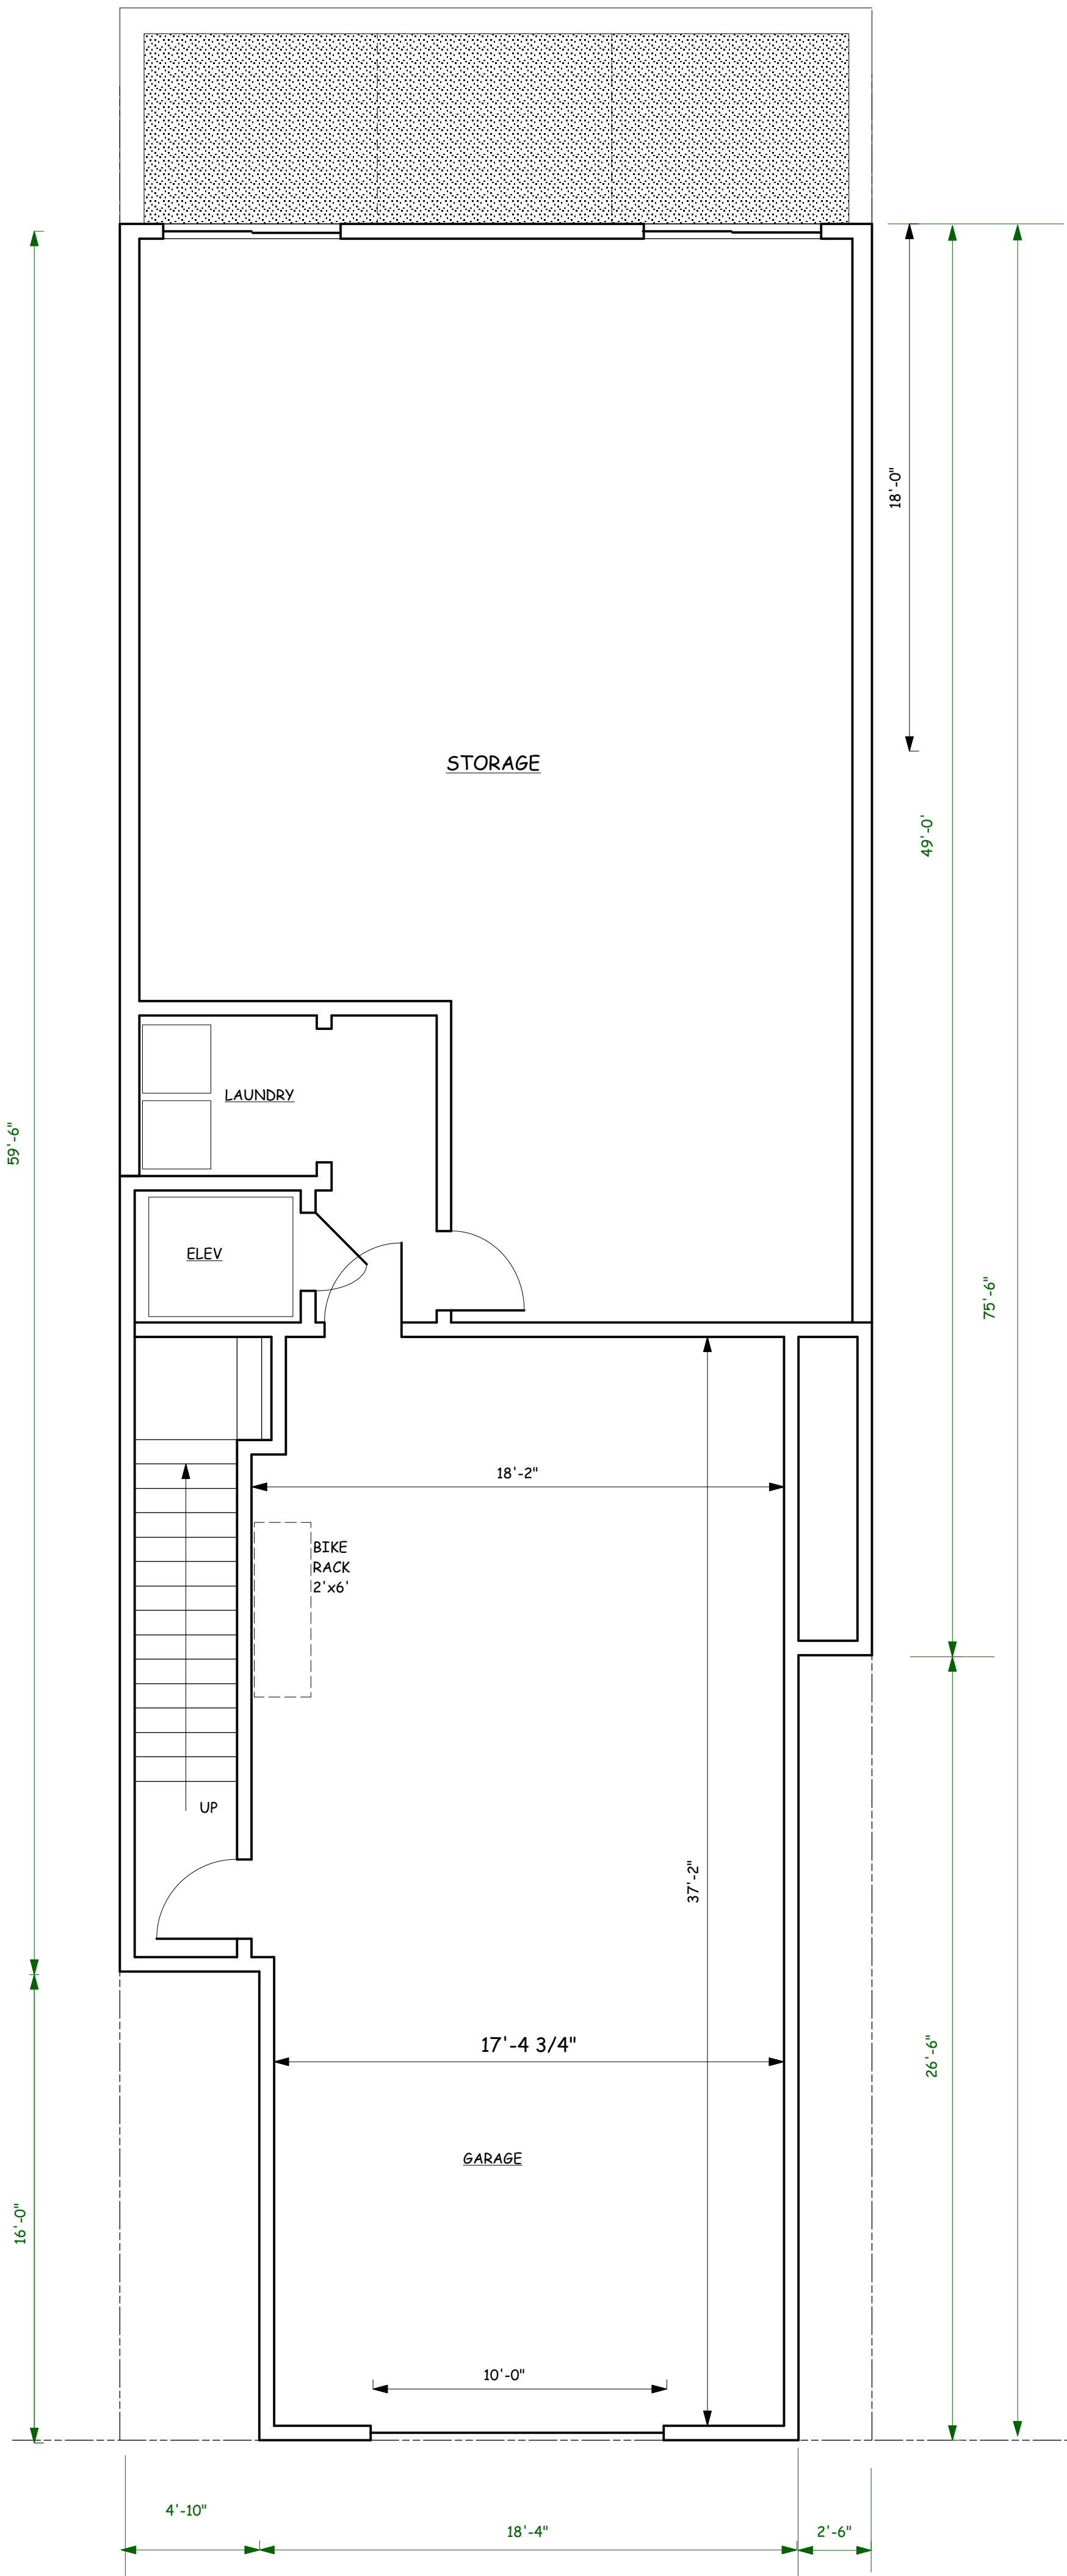 18'-0"
STORAGE
49'-0'
LAUNDRY
59'-6"
ELEV
75'-6"
18'-2"
BIKE
RACK
2'x6'
UP
37'-2"
17'-4 3/4"
26'-6"
GARAGE
16'-0"
10'-0"
4'-10"
18'-4"
2'-6"